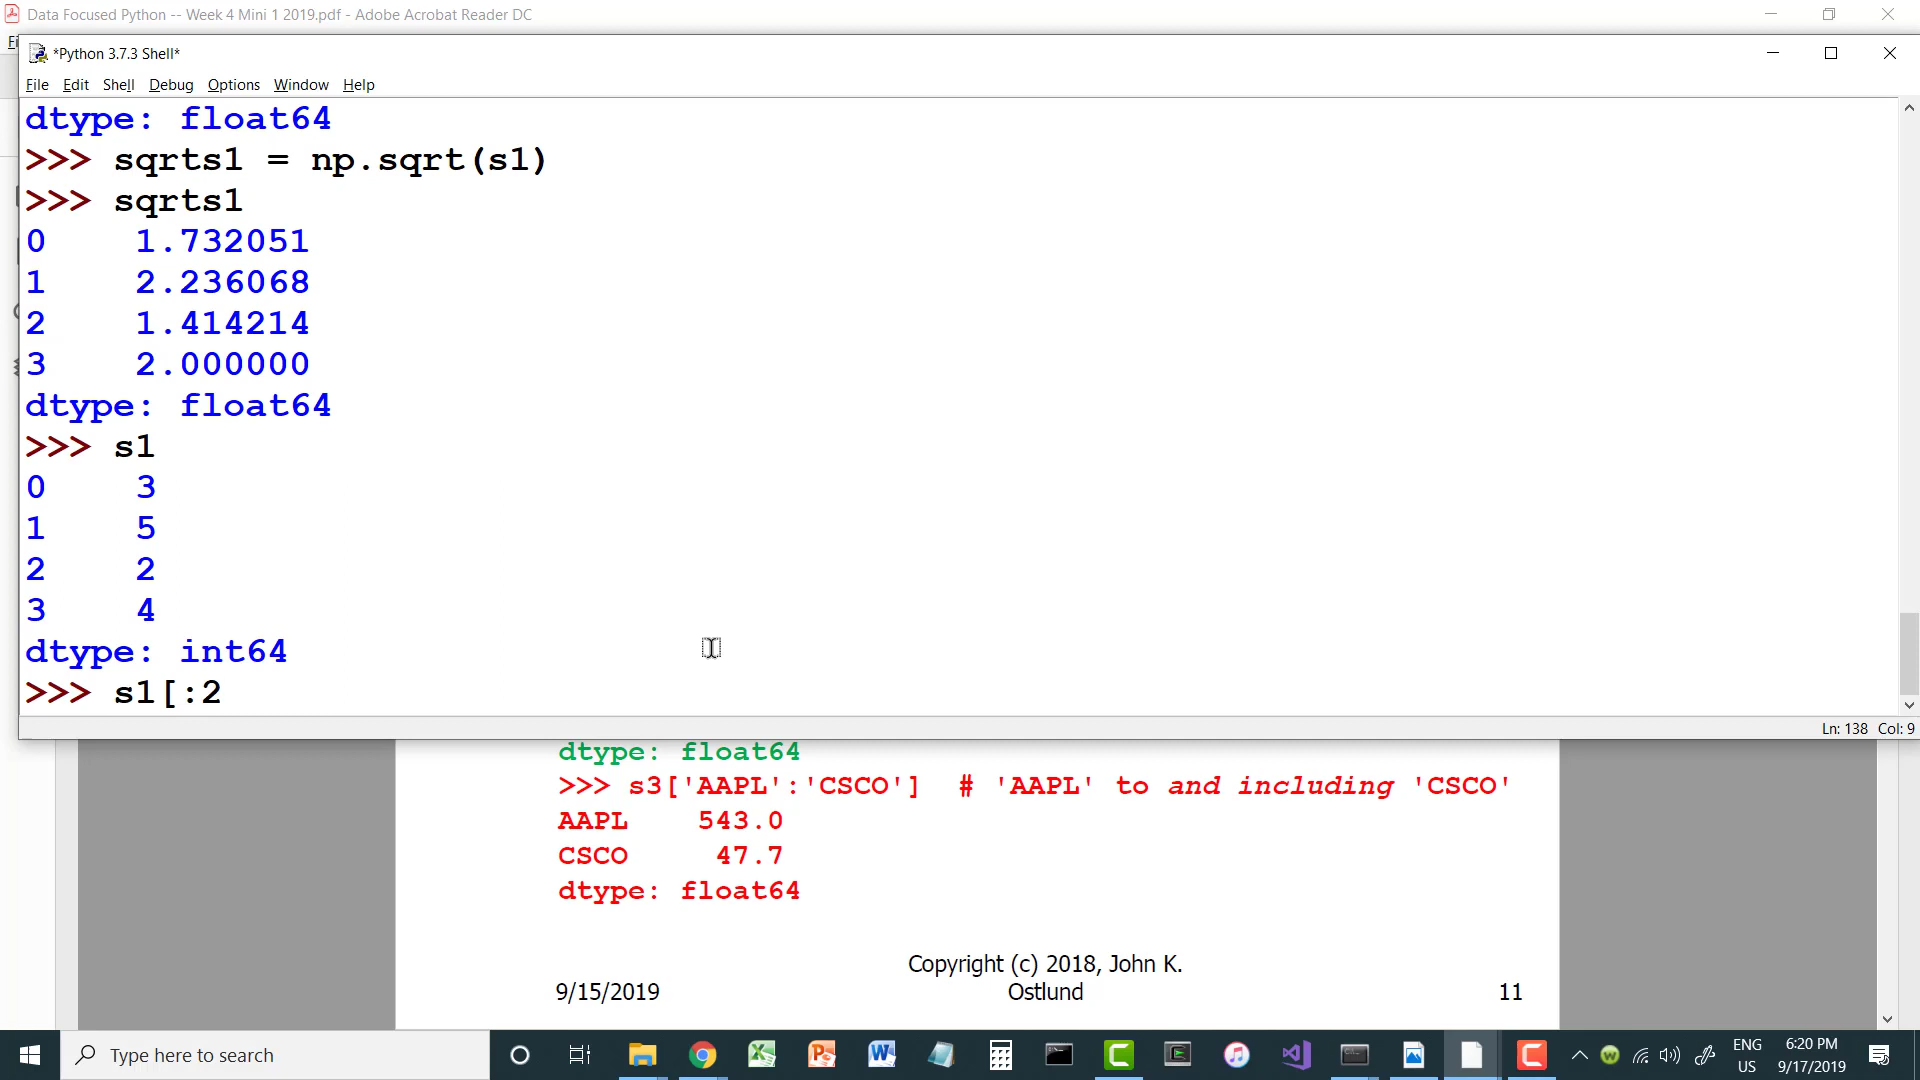 Data Focused Python -- Week 4 Mini 1 2019.pdf - Adobe Acrobat Reader DC
*Python 3.7.3 Shell*
File Edit Shell Debug Options Window Help
dtype: float64
>>> sqrts1 = np.sqrt(s1)
>>> sqrts1
0 1.732051
1 2.236068
2 1.414214
3 2.000000
dtype: float64
>>> s1
0 3
1 5
2 2
3 4
dtype: int64
>>> s1[:2
Ln: 138 Col: 9
dtype: float64
>>> s3['AAPL':'CSCO'] # 'AAPL' to and including 'CSCO'
AAPL 543.0
CSCO 47.7
dtype: float64
Copyright (c) 2018, John K.
Ostlund
9/15/2019
11
Type here to search
ENG
US
6:20 PM
9/17/2019